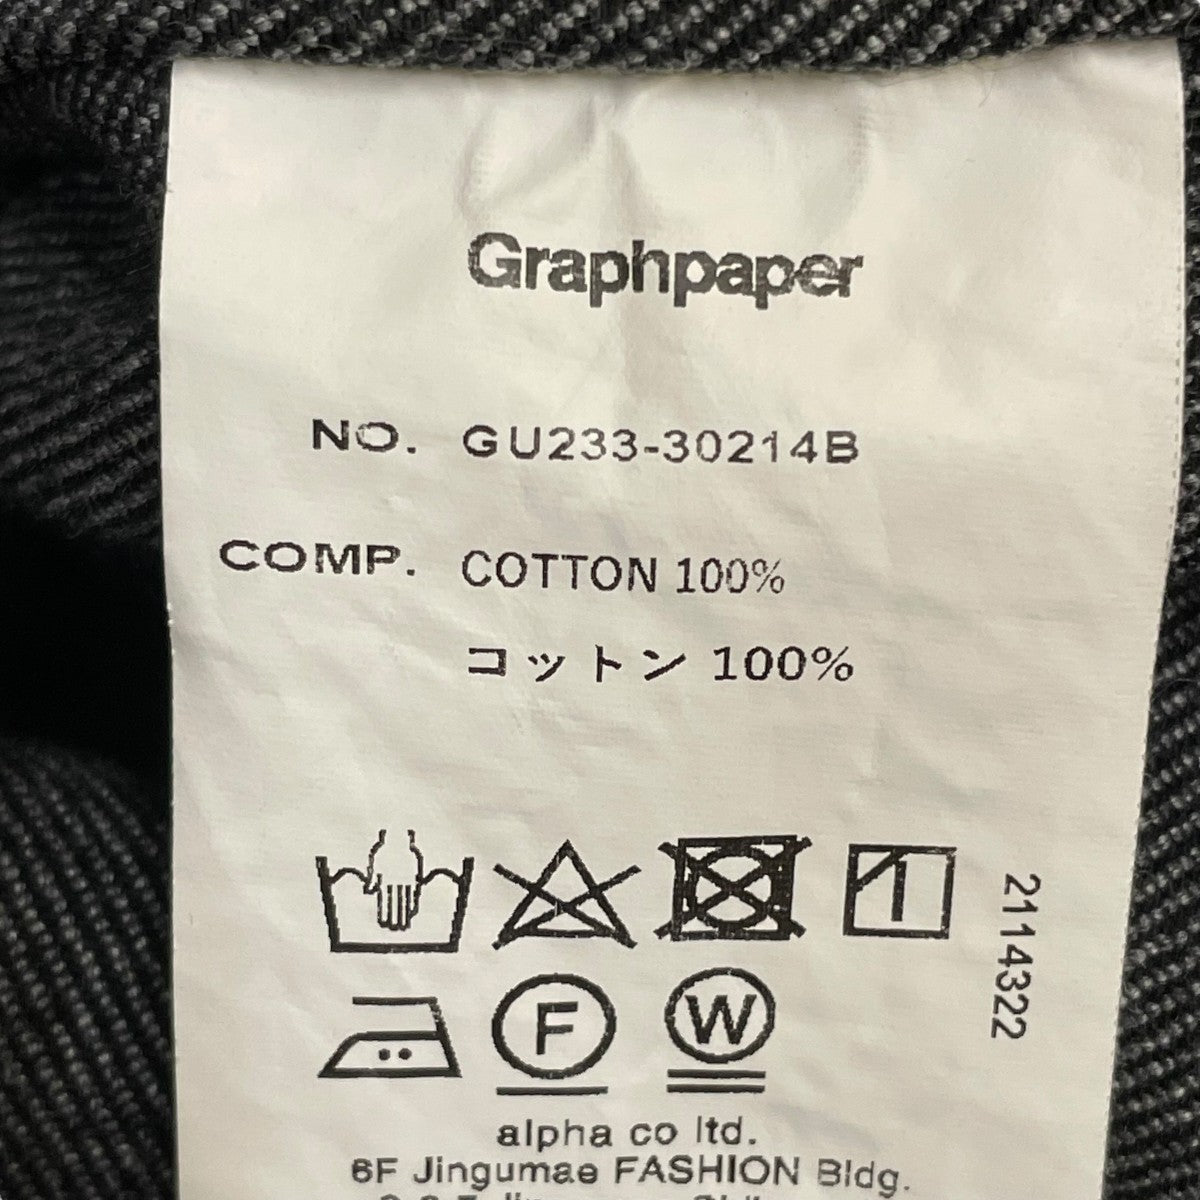 Graphpaper
NO. GU233-30214B
COMP. COTTON 100%
コットン 100%
2114322
F
W
alpha co ltd.
6F Jingumae FASHION Bldg.